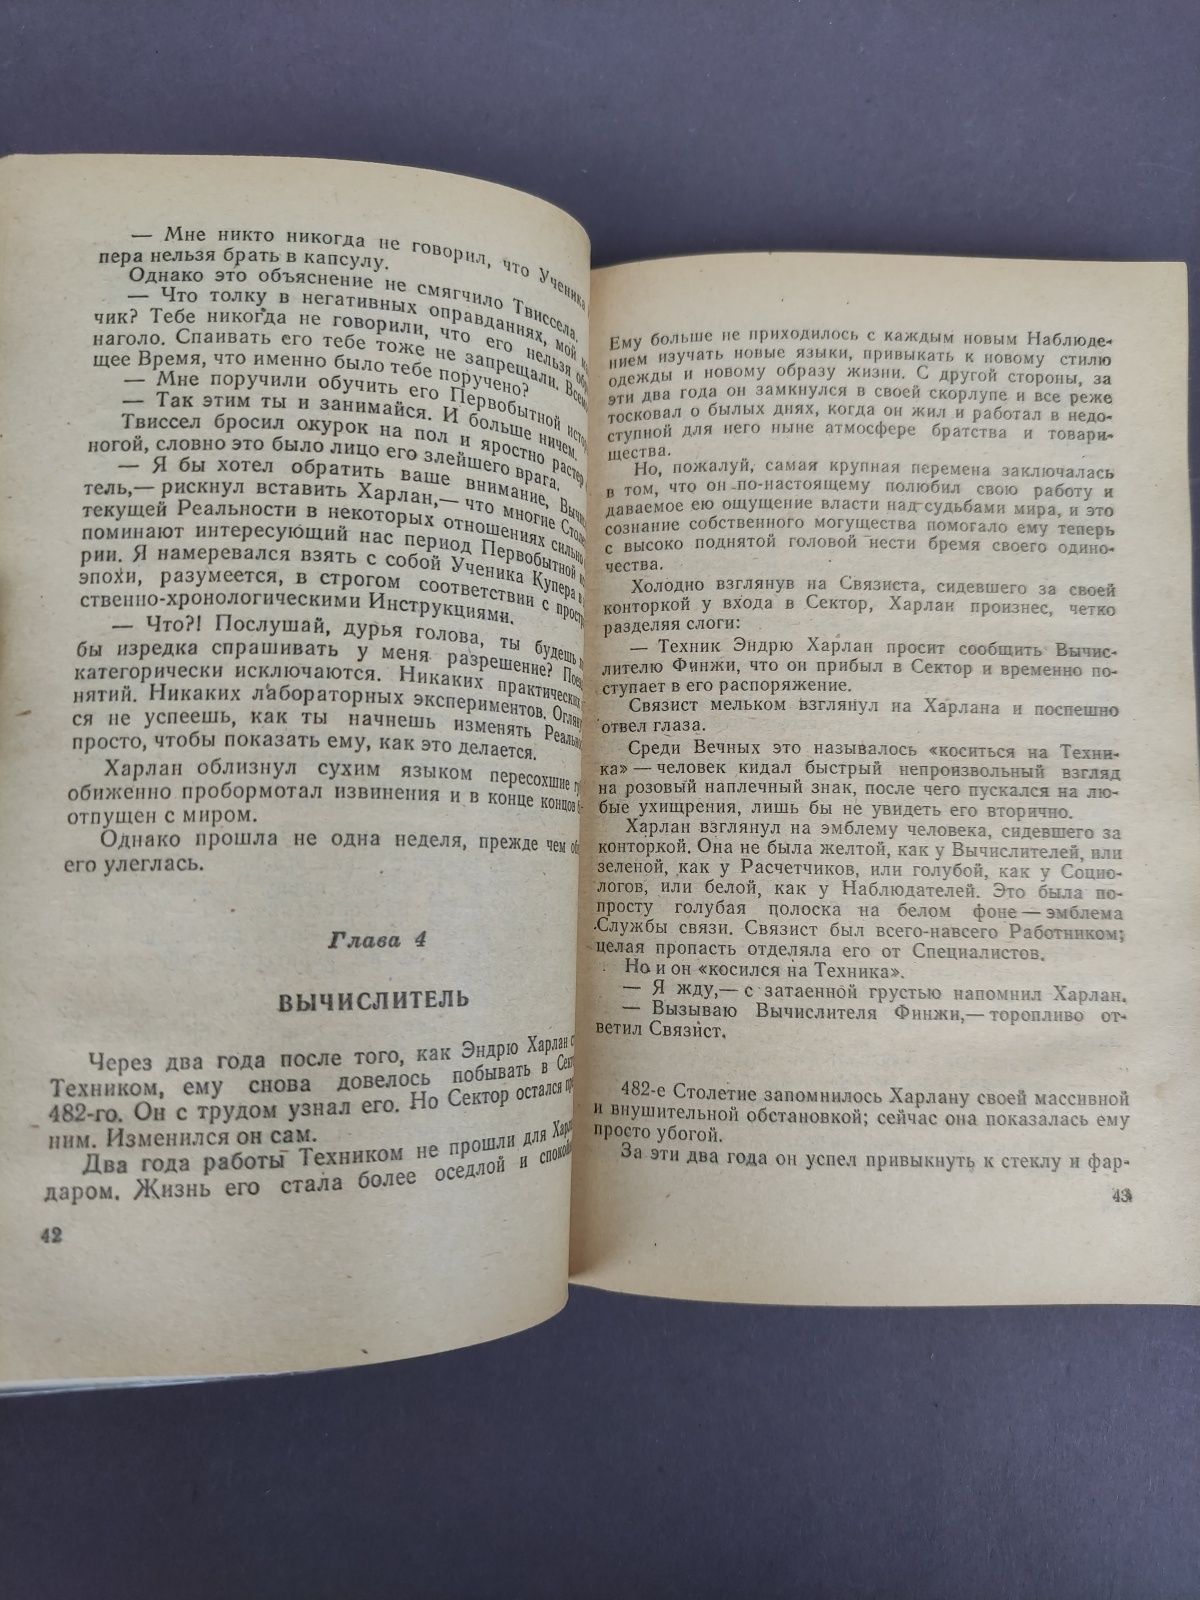 — Мне никто никогда не говорил, что Ученика
пера нельзя брать в капсулу.
Однако это объяснение не смягчило Твиссела.
— Что толку в негативных оправданиях, мой
чик? Тебе никогда не говорили, что его нельзя
наголо. Спаивать его тебе тоже не запрещали.
щее Время, что именно было тебе поручено?
— Мне поручили обучить его Первобытной
— Так этим ты и занимайся. И больше ничем.
Твиссел бросил окурок на пол и яростно растер
ногой, словно это было лицо его злейшего врага.
— Я бы хотел обратить ваше внимание,
тель,— рискнул вставить Харлан,— что многие
текущей Реальности в некоторых отношениях сильно
поминают интересующий нас период Первобытной
рии. Я намеревался взять с собой Ученика Купера в
эпохи, разумеется, в строгом соответствии с
ственно-хронологическими Инструкциями.
— Что?! Послушай, дурья голова, ты будешь
бы изредка спрашивать у меня разрешение?
категорически исключаются. Никаких практических
нятий. Никаких лабораторных экспериментов.
ся не успеешь, как ты начнешь изменять
просто, чтобы показать ему, как это делается.
Харлан облизнул сухим языком пересохшие
обиженно пробормотал извинения и в конце концов
отпущен с миром.
Однако прошла не одна неделя, прежде чем
его улеглась.
Глава 4
ВЫЧИСЛИТЕЛЬ
Через два года после того, как Эндрю Харлан
Техником, ему снова довелось побывать в
482-го. Он с трудом узнал его. Но Сектор остался
ним. Изменился он сам.
Два года работы Техником не прошли для
даром. Жизнь его стала более оседлой и
42
Ему больше не приходилось с каждым новым Наблюде-
нием изучать новые языки, привыкать к новому стилю
одежды и новому образу жизни. С другой стороны, за
эти два года он замкнулся в своей скорлупе и все реже
тосковал о былых днях, когда он жил и работал в недо-
ступной для него ныне атмосфере братства и товари-
щества.
Но, пожалуй, самая крупная перемена заключалась
в том, что он по-настоящему полюбил свою работу и
даваемое ею ощущение власти над судьбами мира, и это
сознание собственного могущества помогало ему теперь
с высоко поднятой головой нести бремя своего одино-
чества.
Холодно взглянув на Связиста, сидевшего за своей
конторкой у входа в Сектор, Харлан произнес, четко
разделяя слоги:
— Техник Эндрю Харлан просит сообщить Вычис-
лителю Финжи, что он прибыл в Сектор и временно по-
ступает в его распоряжение.
Связист мельком взглянул на Харлана и поспешно
отвел глаза.
Среди Вечных это называлось «коситься на Техни-
ка» — человек кидал быстрый непроизвольный взгляд
на розовый наплечный знак, после чего пускался на лю-
бые ухищрения, лишь бы не увидеть его вторично.
Харлан взглянул на эмблему человека, сидевшего за
конторкой. Она не была желтой, как у Вычислителей, или
зеленой, как у Расчетчиков, или голубой, как у Социо-
логов, или белой, как у Наблюдателей. Это была по-
просту голубая полоска на белом фоне — эмблема
Службы связи. Связист был всего-навсего Работником;
целая пропасть отделяла его от Специалистов.
Но и он «косился на Техника».
— Я жду,— с затаенной грустью напомнил Харлан.
— Вызываю Вычислителя Финжи,— торопливо от-
ветил Связист.
482-е Столетие запомнилось Харлану своей массивной
и внушительной обстановкой; сейчас она показалась ему
просто убогой.
За эти два года он успел привыкнуть к стеклу и фар-
43